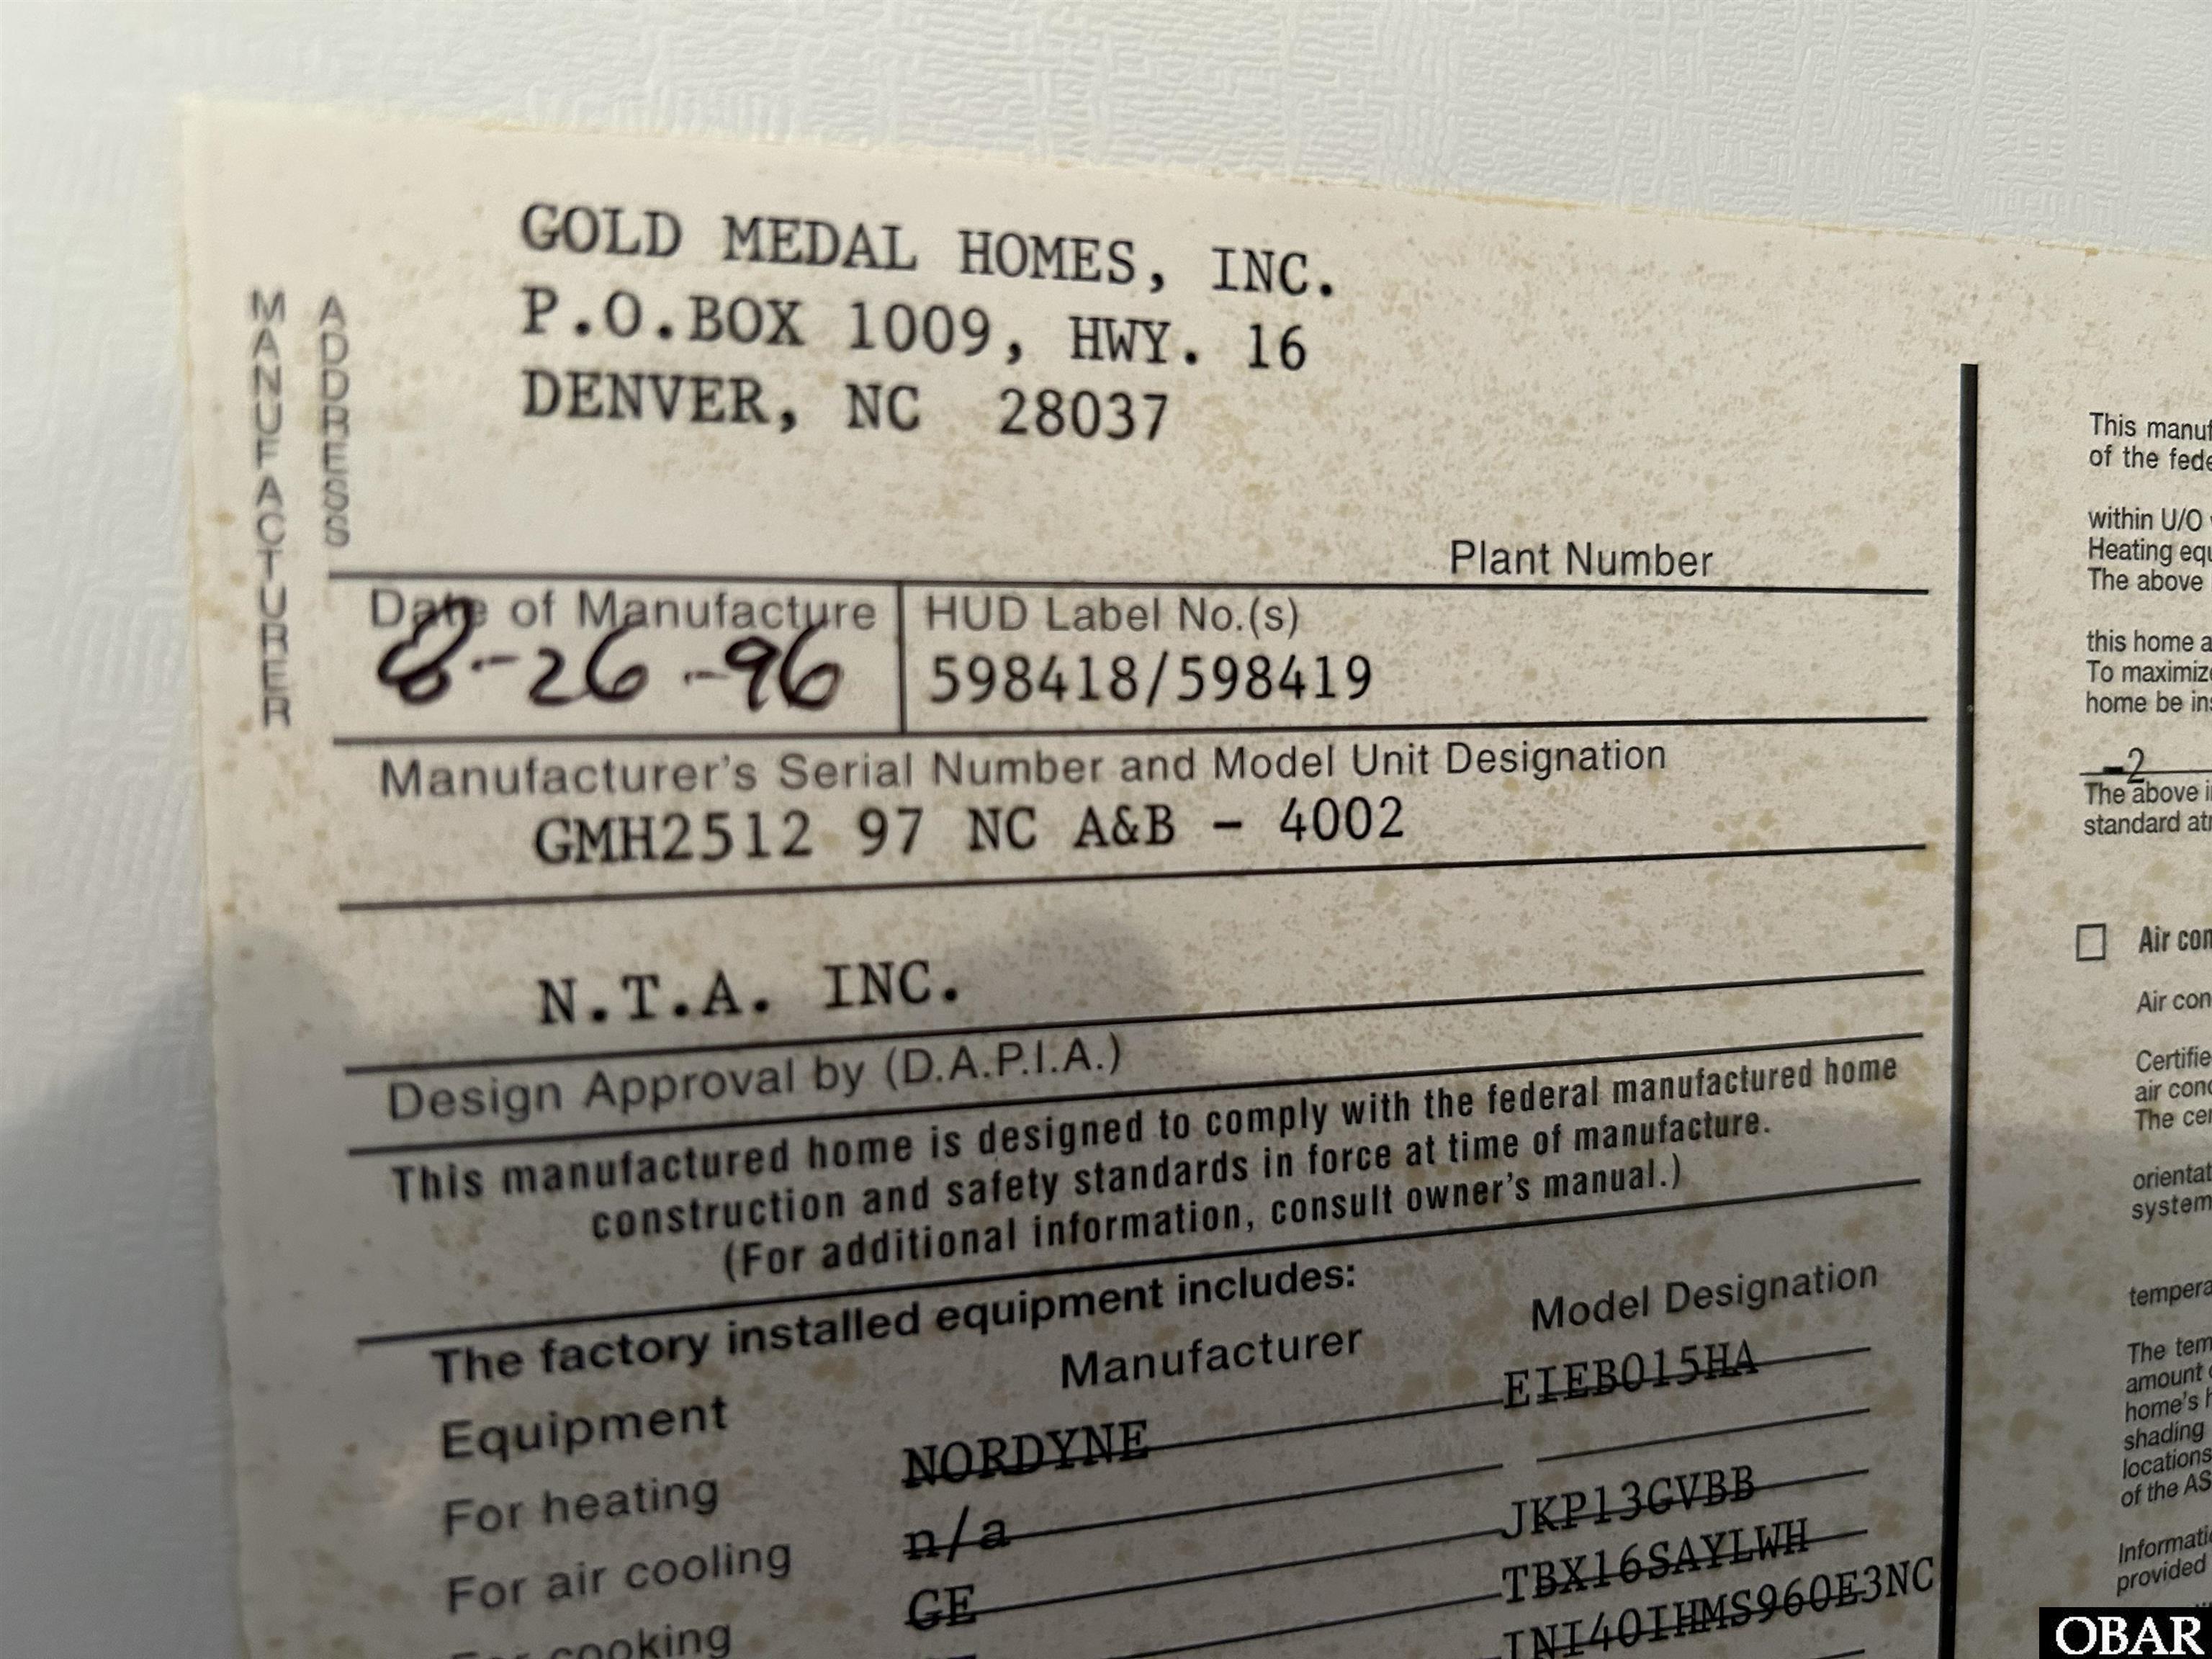 GOLD MEDAL HOMES, INC.
P.O.BOX 1009, HWY. 16
DENVER, NC 28037
MANUFACTURER
ADDRESS
Plant Number
Date of Manufacture
8-26-96
HUD Label No.(s)
598418/598419
Manufacturer's Serial Number and Model Unit Designation
GMH2512 97 NC A&B - 4002
N.T.A. INC.
Design Approval by (D.A.P.I.A.)
This manufactured home is designed to comply with the federal manufactured home
construction and safety standards in force at time of manufacture.
(For additional information, consult owner's manual.)
The factory installed equipment includes:
Equipment Manufacturer Model Designation
For heating NORDYNE EIEB015HA
For air cooling n/a
For cooking GE JKP13GVBB
TBX16SAYLWH
This manuf
of the fede
within U/O
Heating equ
The above
this home a
To maximize
home be ins
-2
The above i
standard at
Air con
Air con
Certifie
air cond
The cer
orientat
system
tempera
The tem
amount
home's h
shading
locations
of the AS
Informati
provided
OBAR